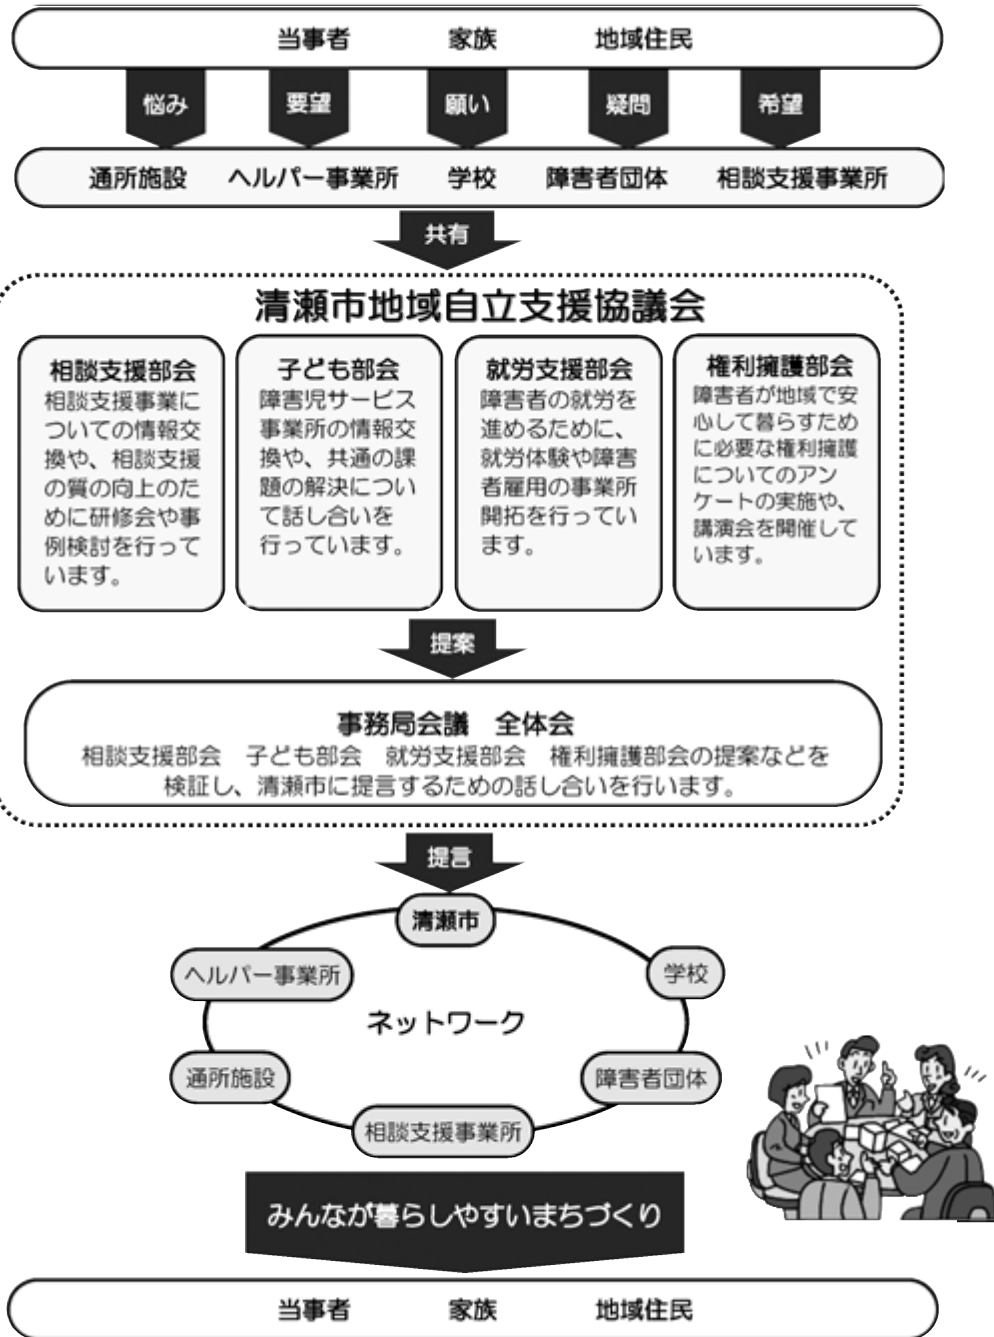 当事者 家族 地域住民
悩み 要望 願い 疑問 希望
通所施設 ヘルパー事業所 学校 障害者団体 相談支援事業所
共有
清瀬市地域自立支援協議会
相談支援部会
相談支援事業に
ついての情報交
換や、相談支援
の質の向上のた
めに研修会や事
例検討を行って
います。
子ども部会
障害児サービス
事業所の情報交
換や、共通の課
題の解決につい
て話し合いを
行っています。
就労支援部会
障害者の就労を
進めるために、
就労体験や障害
者雇用の事業所
開拓を行ってい
ます。
権利擁護部会
障害者が地域で安
心して暮らすため
に必要な権利擁護
についてのアン
ケートの実施や、
講演会を開催して
います。
提案
事務局会議 全体会
相談支援部会 子ども部会 就労支援部会 権利擁護部会の提案などを
検証し、清瀬市に提言するための話し合いを行います。
提言
清瀬市
ヘルパー事業所 学校
ネットワーク
通所施設 障害者団体
相談支援事業所
みんなが暮らしやすいまちづくり
当事者 家族 地域住民